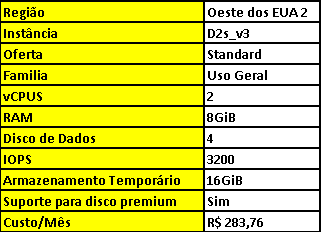 Região Oeste dos EUA 2
Instância D2s_v3
Oferta Standard
Familia Uso Geral
vCPUS 2
RAM 8GiB
Disco de Dados 4
IOPS 3200
Armazenamento Temporário 16GiB
Suporte para disco premium Sim
Custo/Mês R$ 283,76